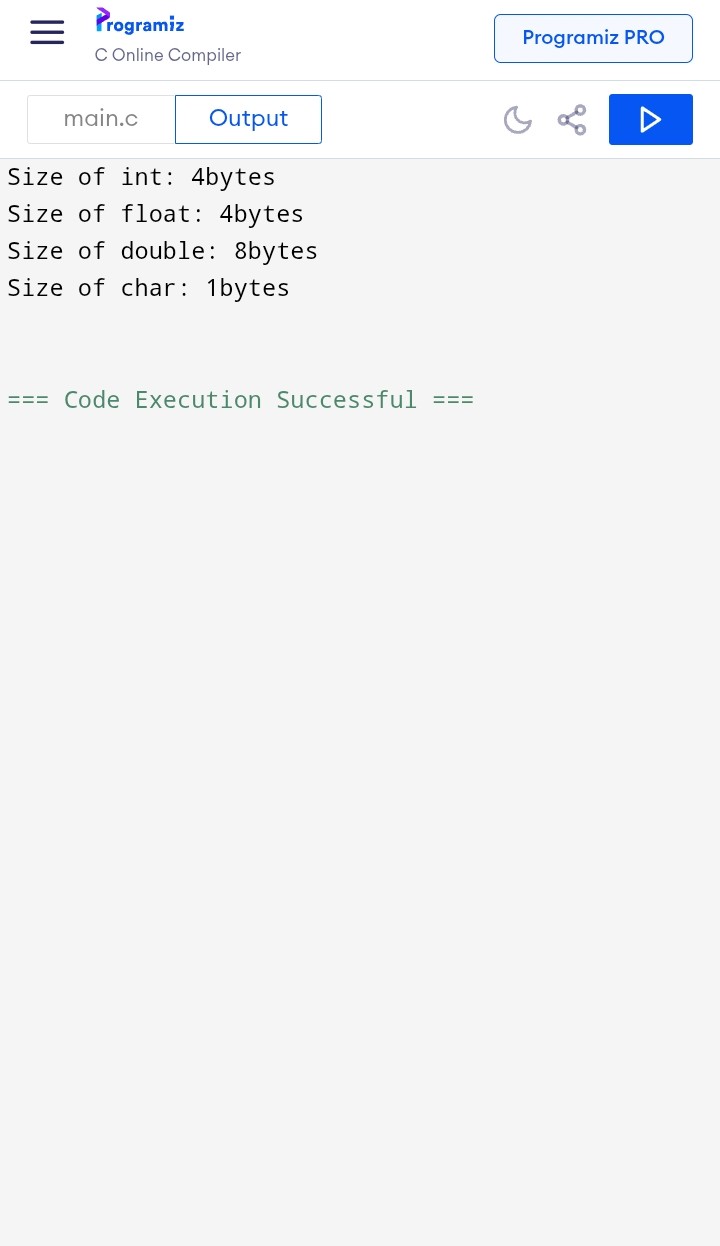 Programiz
C Online Compiler
Programiz PRO
main.c
Output
Size of int: 4bytes
Size of float: 4bytes
Size of double: 8bytes
Size of char: 1bytes
=== Code Execution Successful ===